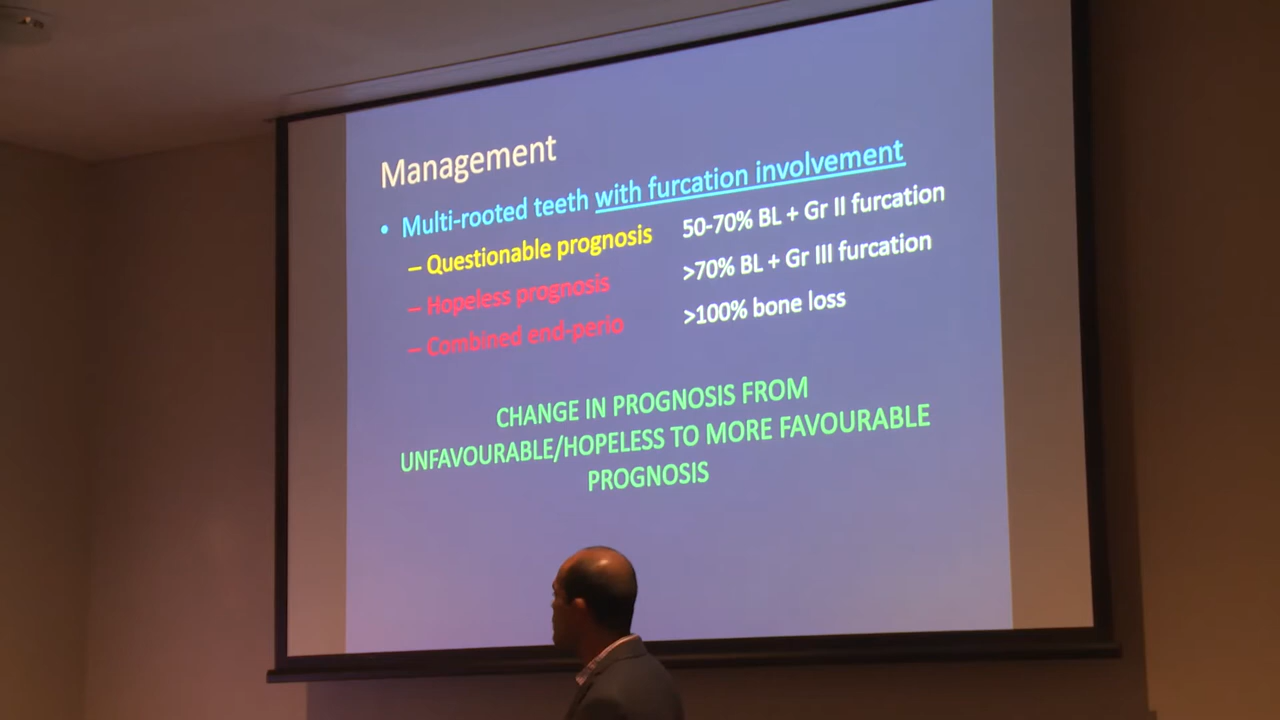 Management
• Multi-rooted teeth with furcation involvement
– Questionable prognosis 50-70% BL + Gr II furcation
– Hopeless prognosis >70% BL + Gr III furcation
– Combined end-perio >100% bone loss
CHANGE IN PROGNOSIS FROM
UNFAVOURABLE/HOPELESS TO MORE FAVOURABLE
PROGNOSIS